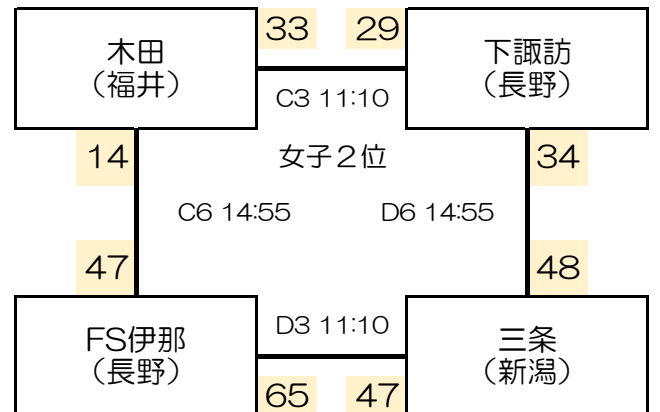 木田
（福井）
33
29
下諏訪
（長野）
C3 11:10
14
女子２位
34
C6 14:55
D6 14:55
47
48
FS伊那
（長野）
D3 11:10
三条
（新潟）
65
47